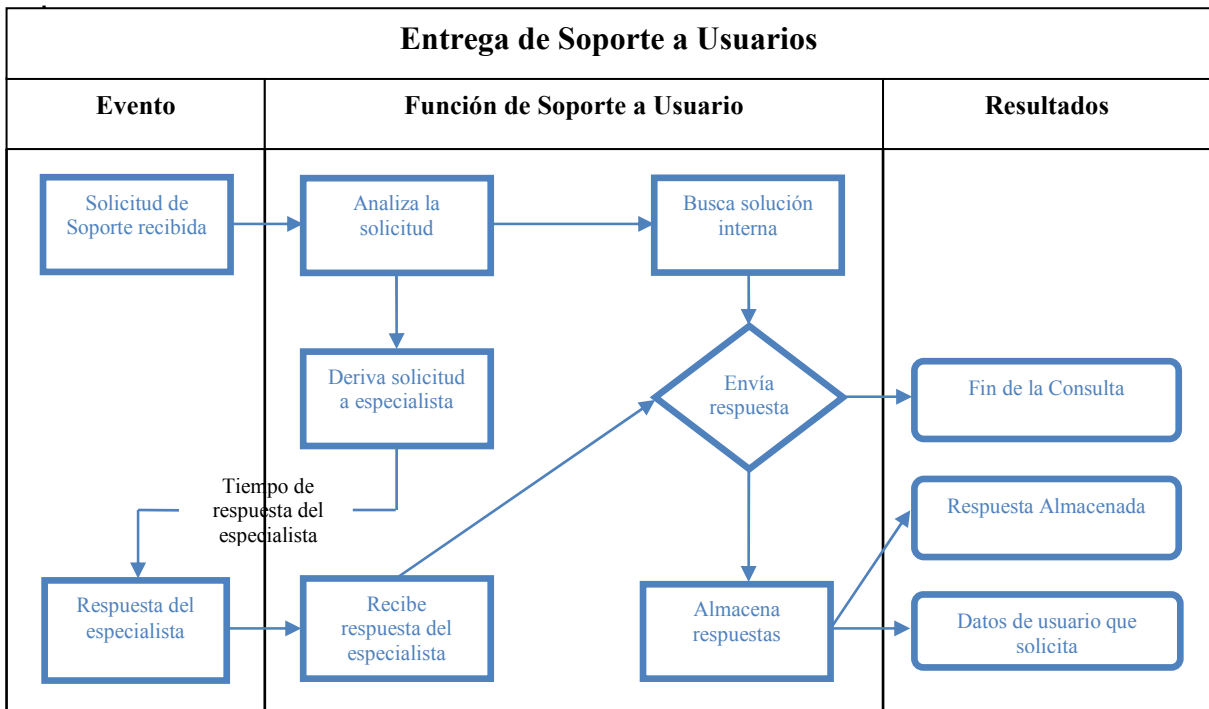 Entrega de Soporte a Usuarios
Evento
Función de Soporte a Usuario
Resultados
Solicitud de
Soporte recibida
Analiza la
solicitud
Busca solución
interna
Deriva solicitud
a especialista
Envía
respuesta
Fin de la Consulta
Tiempo de
respuesta del
especialista
Respuesta Almacenada
Respuesta del
especialista
Recibe
respuesta del
especialista
Almacena
respuestas
Datos de usuario que
solicita